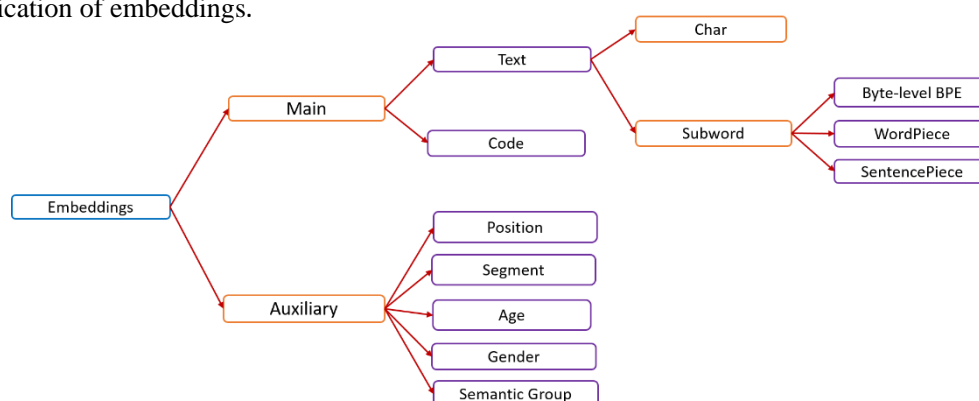 of embeddings.
Char
Text
Byte-level BPE
Main
Subword
WordPiece
Code
SentencePiece
Embeddings
Position
Segment
Auxiliary
Age
Gender
Semantic Group